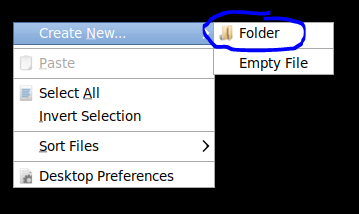 Create New...
Folder
Empty File
Paste
Select All
Invert Selection
Sort Files
Desktop Preferences